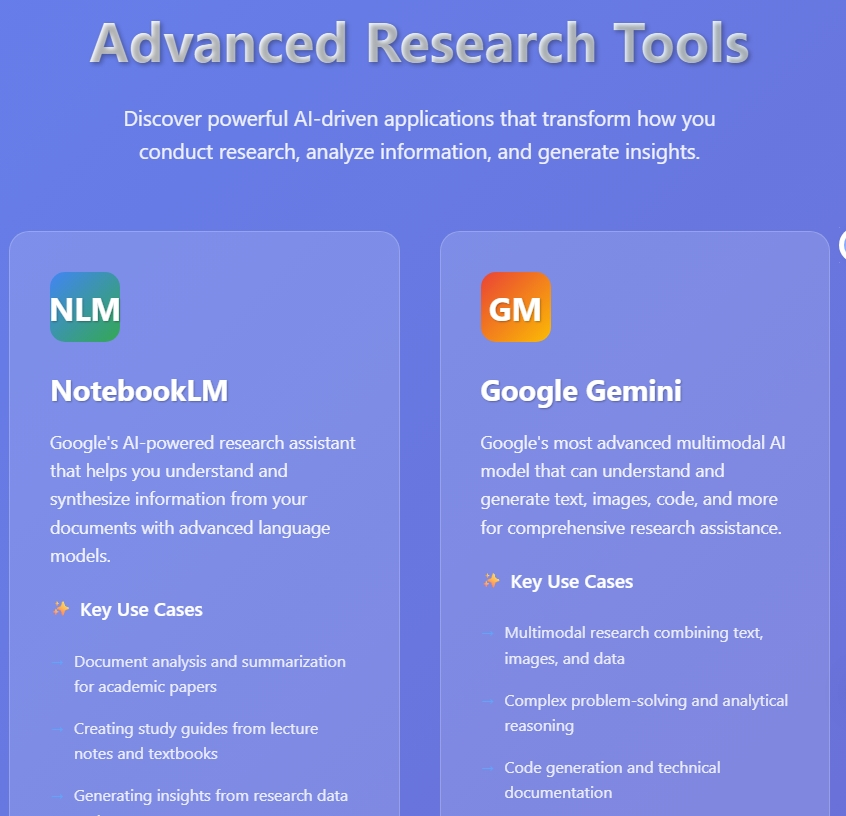 Advanced Research Tools
Discover powerful AI-driven applications that transform how you
conduct research, analyze information, and generate insights.
NLM
NotebookLM
Google's AI-powered research assistant
that helps you understand and
synthesize information from your
documents with advanced language
models.
✨ Key Use Cases
→ Document analysis and summarization
for academic papers
→ Creating study guides from lecture
notes and textbooks
→ Generating insights from research data
GM
Google Gemini
Google's most advanced multimodal AI
model that can understand and
generate text, images, code, and more
for comprehensive research assistance.
✨ Key Use Cases
→ Multimodal research combining text,
images, and data
→ Complex problem-solving and analytical
reasoning
→ Code generation and technical
documentation